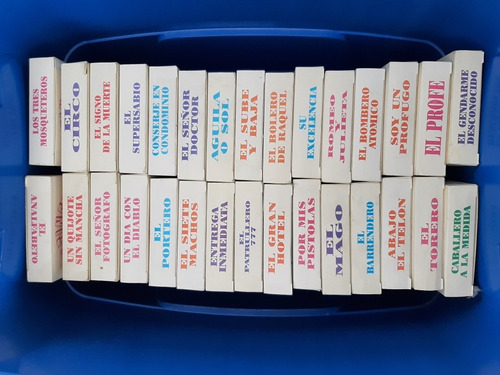 LOS TRES
MOSQUETEROS
EL
CIRCO
EL SIGNO
DE LA MUERTE
EL
SUPERSABIO
CONSERJE EN
CONDOMINIO
EL SEÑOR
DOCTOR
AGUILA
O SOL
EL SUBE
Y BAJA
EL BOLERO
DE RAQUEL
SU
EXCELENCIA
ROMEO Y
JULIETA
EL BOMBERO
ATOMICO
SOY UN
PROFUGO
EL PROFE
EL GENDARME
DESCONOCIDO
EL
ANALFABETO
UN QUIJOTE
SIN MANCHA
EL SEÑOR
FOTOGRAFO
UN DIA CON
EL DIABLO
EL
PORTERO
EL SIETE
MACHOS
ENTREGA
INMEDIATA
EL
PATRULLERO
777
EL GRAN
HOTEL
POR MIS
PISTOLAS
EL
MAGO
EL
BARRENDERO
ABAJO
EL TELON
EL
TORERO
CABALLERO
A LA MEDIDA